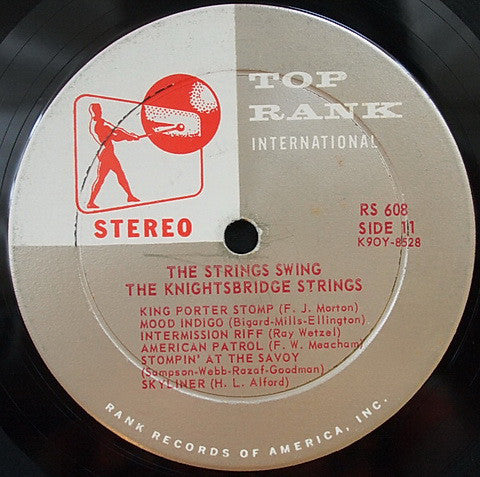 TOP
RANK
INTERNATIONAL
STEREO
RS 608
SIDE 11
K9OY-8528
THE STRINGS SWING
THE KNIGHTSBRIDGE STRINGS
KING PORTER STOMP (F. J. Morton)
MOOD INDIGO (Bigard-Mills-Ellington)
INTERMISSION RIFF (Ray Wetzel)
AMERICAN PATROL (F. W. Meacham)
STOMPIN' AT THE SAVOY
(Sampson-Webb-Razaf-Goodman)
SKYLINER (H. L. Alford)
RANK RECORDS OF AMERICA, INC.